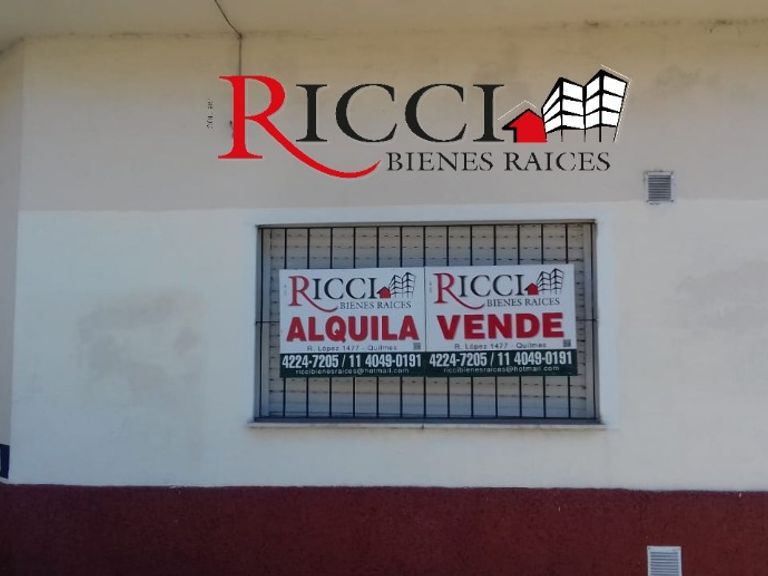 RICCI
BIENES RAICES
RICCI
BIENES RAICES
ALQUILA
R. López 1477 - Quilmes
4224-7205 / 11 4049-0191
riccibienesraices@hotmail.com
RICCI
BIENES RAICES
VENDE
R. López 1477 - Quilmes
4224-7205 / 11 4049-0191
riccibienesraices@hotmail.com